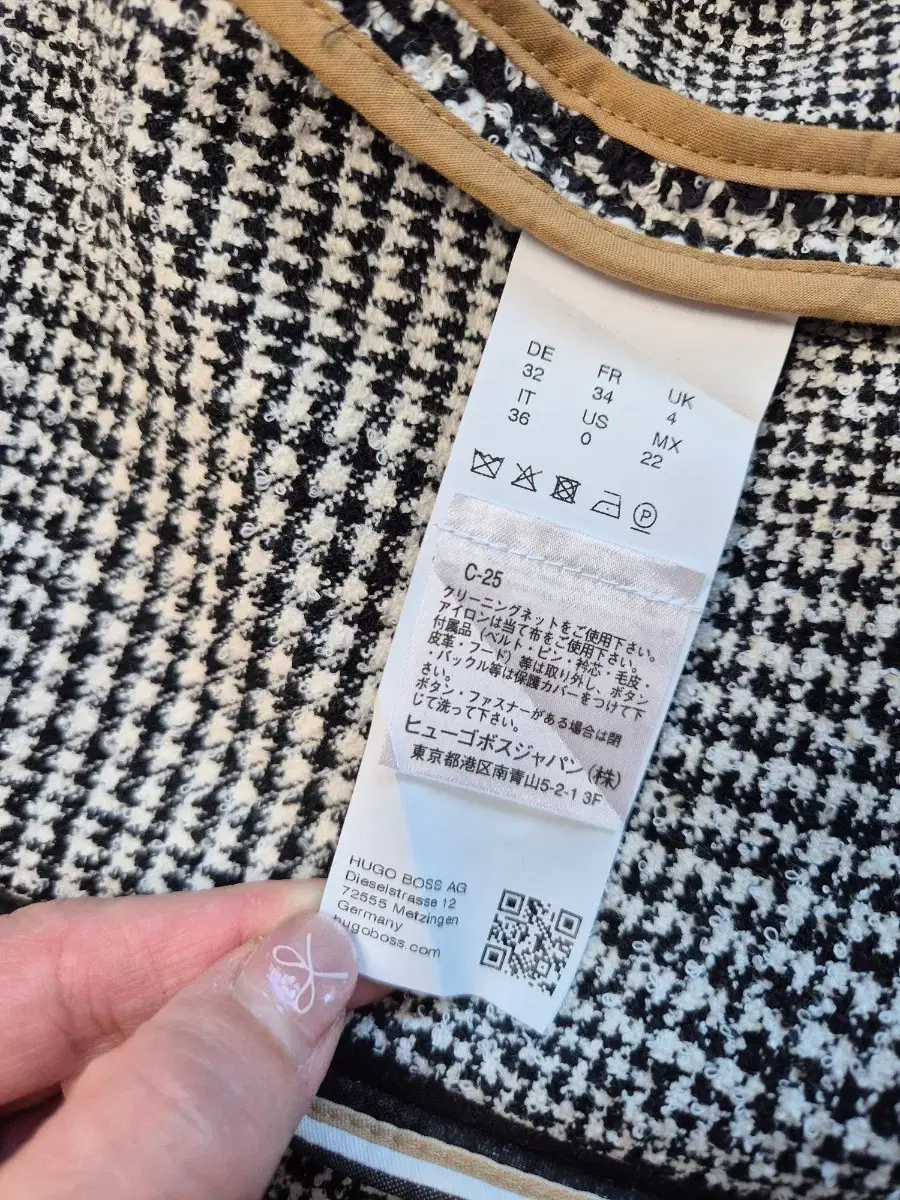 DE FR UK
32 34 4
IT US MX
36 0 22
P
C-25
クリーニングネットをご使用下さい。
アイロンは当て布をご使用下さい。
付属品（ベルト・ピン・衿芯・毛皮・
皮革・フード）等は取り外し、ボタン
・バックル等は保護カバーをつけて下
さい。
ボタン・ファスナーがある場合は閉
じて洗って下さい。
ヒューゴボスジャパン（株）
東京都港区南青山5-2-1 3F
HUGO BOSS AG
Dieselstrasse 12
72555 Metzingen
Germany
hugoboss.com